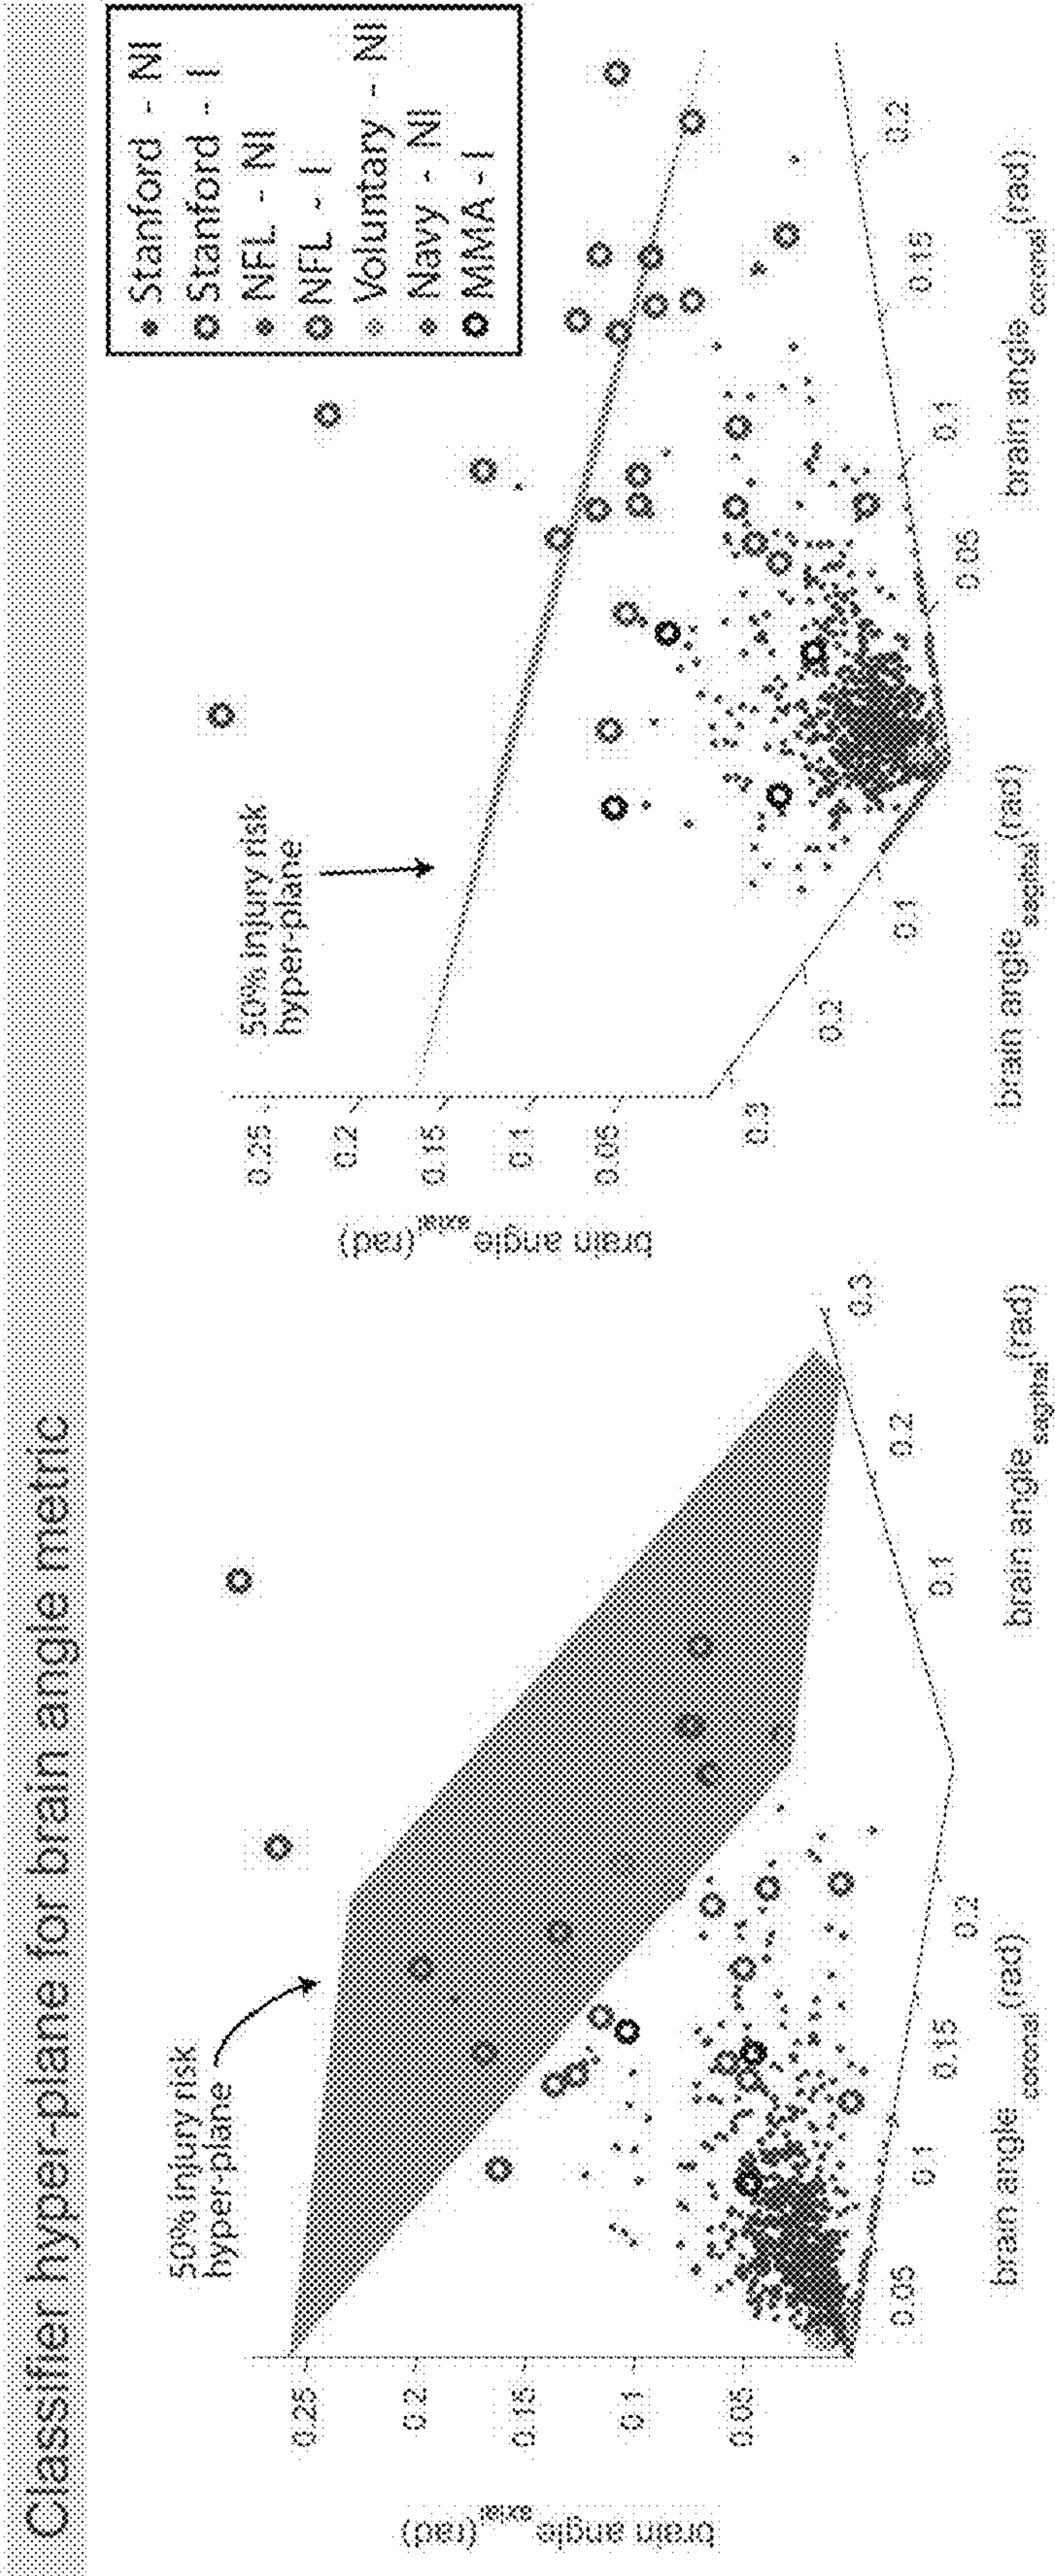 Classifier hyper-plane for brain angle metric
50% injury risk
hyper-plane
0.25
0.2
0.15
0.1
0.05
brain angle axial (rad)
0.05
0.1
0.15
0.2
brain angle coronal (rad)
0.1
0.2
0.3
brain angle sagittal (rad)
50% injury risk
hyper-plane
0.25
0.2
0.15
0.1
0.05
brain angle axial (rad)
0.3
0.2
0.1
brain angle sagittal (rad)
0.05
0.1
0.15
0.2
brain angle coronal (rad)
Stanford - NI
Stanford - I
NFL - NI
NFL - I
Voluntary - NI
Navy - NI
MMA - I